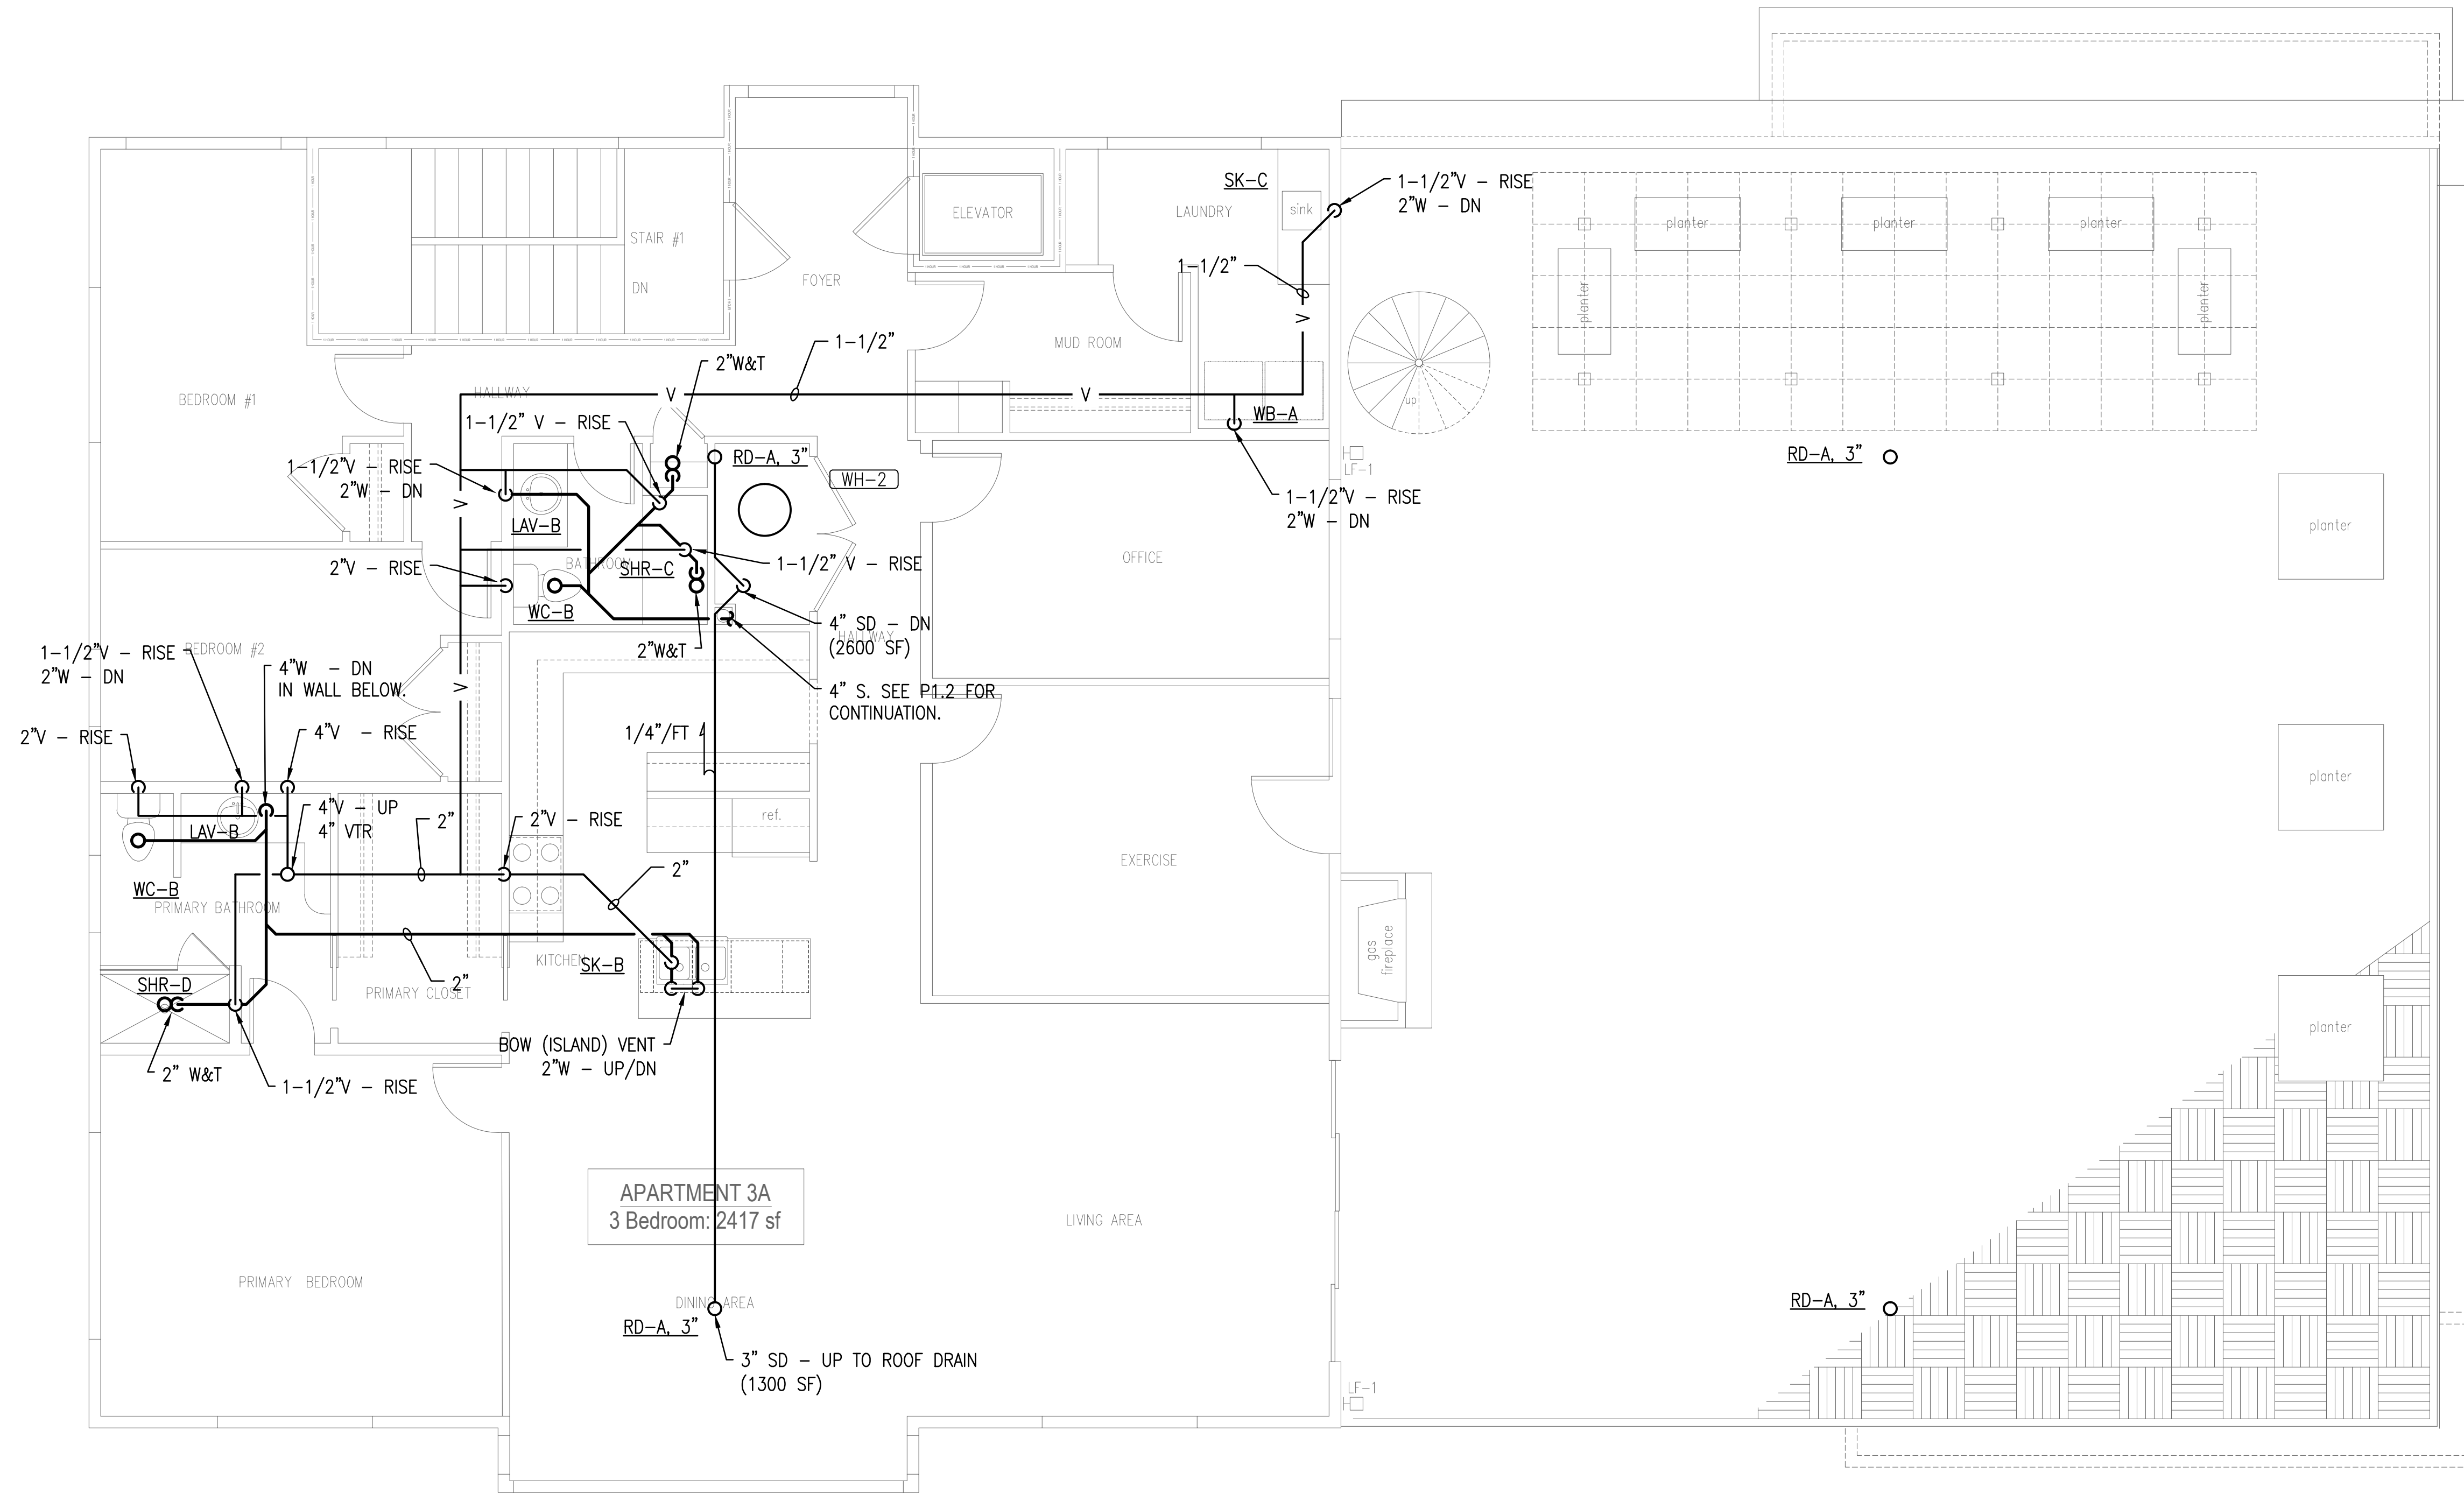 SK-C
1-1/2"V - RISE
2"W - DN
sink
LAUNDRY
ELEVATOR
planter
planter
planter
STAIR #1
DN
FOYER
1-1/2"
planter
planter
MUD ROOM
1-1/2"
2"W&T
HALLWAY
V
V
V
up
BEDROOM #1
1-1/2" V - RISE
WB-A
RD-A, 3"
RD-A, 3"
1-1/2"V - RISE
2"W - DN
WH-2
LF-1
1-1/2"V - RISE
2"W - DN
V
LAV-B
planter
BATHROOM
SHR-C
2"V - RISE
1-1/2" V - RISE
OFFICE
WC-B
4" SD - DN
(2600 SF)
HALLWAY
2"W&T
BEDROOM #2
1-1/2"V - RISE
2"W - DN
4"W - DN
IN WALL BELOW.
V
4" S. SEE P1.2 FOR
CONTINUATION.
2"V - RISE
4"V - RISE
1/4"/FT
planter
4"V - UP
4" VTR
LAV-B
2"
2"V - RISE
ref.
EXERCISE
2"
WC-B
PRIMARY BATHROOM
gas
fireplace
KITCHEN
SK-B
SHR-D
2"
PRIMARY CLOSET
planter
BOW (ISLAND) VENT
2"W - UP/DN
2" W&T
1-1/2"V - RISE
APARTMENT 3A
3 Bedroom: 2417 sf
LIVING AREA
PRIMARY BEDROOM
DINING AREA
RD-A, 3"
RD-A, 3"
3" SD - UP TO ROOF DRAIN
(1300 SF)
LF-1